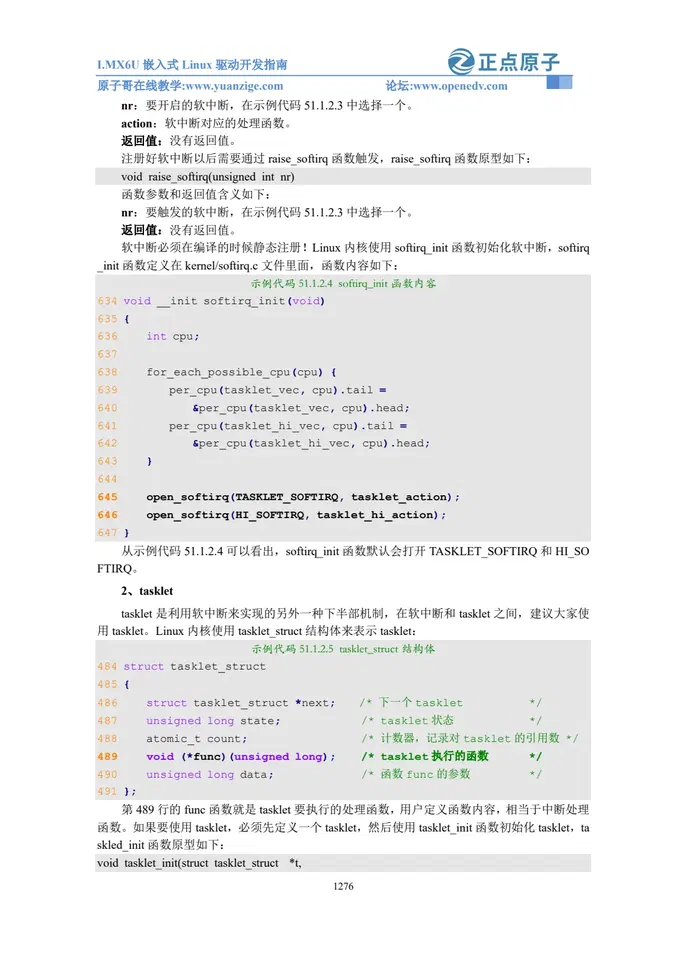 I.MX6U 嵌入式 Linux 驱动开发指南
正点原子
原子哥在线教学:www.yuanzige.com 论坛:www.openedv.com
nr：要开启的软中断，在示例代码 51.1.2.3 中选择一个。
action：软中断对应的处理函数。
返回值：没有返回值。
注册好软中断以后需要通过 raise_softirq 函数触发，raise_softirq 函数原型如下：
void raise_softirq(unsigned int nr)
函数参数和返回值含义如下：
nr：要触发的软中断，在示例代码 51.1.2.3 中选择一个。
返回值：没有返回值。
软中断必须在编译的时候静态注册！Linux 内核使用 softirq_init 函数初始化软中断，softirq
_init 函数定义在 kernel/softirq.c 文件里面，函数内容如下：
示例代码 51.1.2.4 softirq_init 函数内容
634 void __init softirq_init(void)
635 {
636     int cpu;
637
638     for_each_possible_cpu(cpu) {
639         per_cpu(tasklet_vec, cpu).tail =
640             &per_cpu(tasklet_vec, cpu).head;
641         per_cpu(tasklet_hi_vec, cpu).tail =
642             &per_cpu(tasklet_hi_vec, cpu).head;
643     }
644
645     open_softirq(TASKLET_SOFTIRQ, tasklet_action);
646     open_softirq(HI_SOFTIRQ, tasklet_hi_action);
647 }
从示例代码 51.1.2.4 可以看出，softirq_init 函数默认会打开 TASKLET_SOFTIRQ 和 HI_SO
FTIRQ。
2、tasklet
tasklet 是利用软中断来实现的另外一种下半部机制，在软中断和 tasklet 之间，建议大家使
用 tasklet。Linux 内核使用 tasklet_struct 结构体来表示 tasklet：
示例代码 51.1.2.5 tasklet_struct 结构体
484 struct tasklet_struct
485 {
486     struct tasklet_struct *next;    /* 下一个 tasklet */
487     unsigned long state;            /* tasklet 状态 */
488     atomic_t count;                 /* 计数器，记录对 tasklet 的引用数 */
489     void (*func)(unsigned long);    /* tasklet 执行的函数 */
490     unsigned long data;             /* 函数 func 的参数 */
491 };
第 489 行的 func 函数就是 tasklet 要执行的处理函数，用户定义函数内容，相当于中断处理
函数。如果要使用 tasklet，必须先定义一个 tasklet，然后使用 tasklet_init 函数初始化 tasklet，ta
skled_init 函数原型如下：
void tasklet_init(struct tasklet_struct *t,
1276